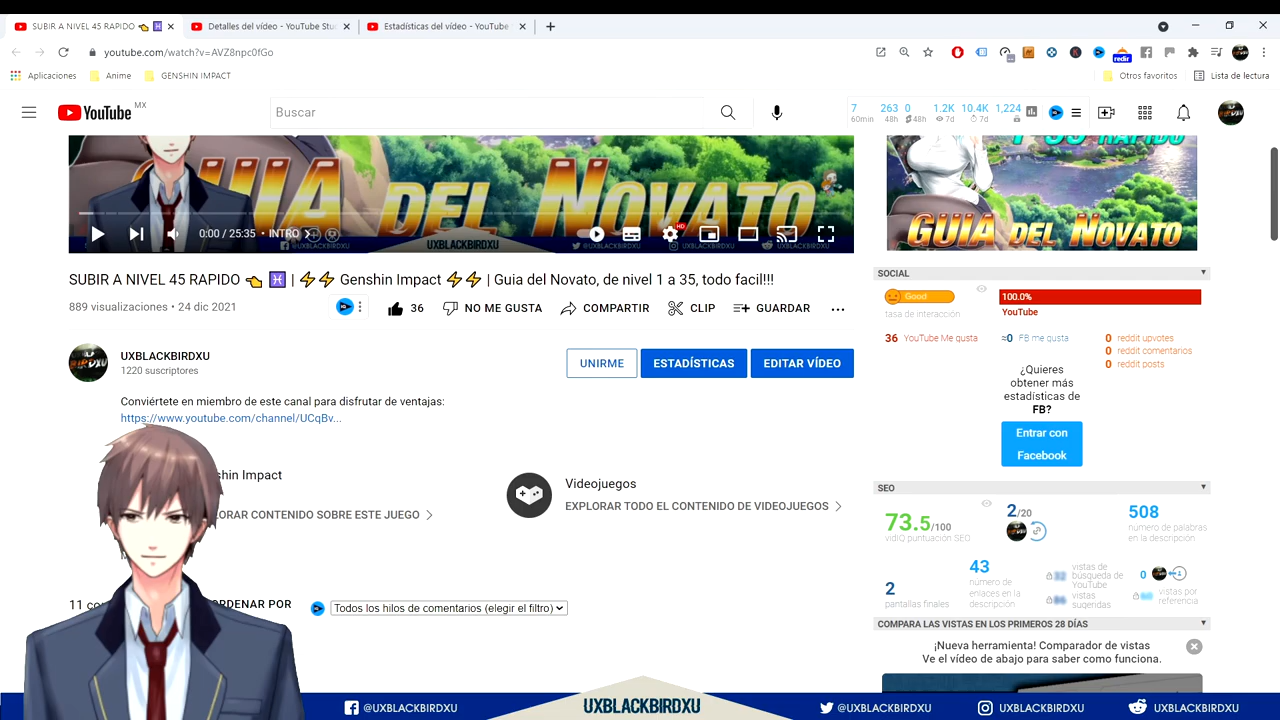 SUBIR A NIVEL 45 RAPIDO 👈 ♓
Detalles del vídeo - YouTube Stu
Estadísticas del vídeo - YouTube
youtube.com/watch?v=AVZ8npc0fGo
redir
Aplicaciones
Anime
GENSHIN IMPACT
Otros favoritos
Lista de lectura
YouTube MX
Buscar
7 263 0 1.2K 10.4K 1,224
60min 48h 48h 7d 7d
GUIA DEL NOVATO
0:00 / 25:35 • INTRO
HD
UXBLACKBIRDXU
@UXBLACKBIRDXU
UXBLACKBIRDXU
UXBLACKBIRDXU
GUIA DEL NOVATO
SUBIR A NIVEL 45 RAPIDO 👈 ♓ | ⚡⚡ Genshin Impact ⚡⚡ | Guia del Novato, de nivel 1 a 35, todo facil!!!
889 visualizaciones • 24 dic 2021
36
NO ME GUSTA
COMPARTIR
CLIP
GUARDAR
UXBLACKBIRDXU
1220 suscriptores
UNIRME
ESTADÍSTICAS
EDITAR VÍDEO
Conviértete en miembro de este canal para disfrutar de ventajas:
https://www.youtube.com/channel/UCqBv...
shin Impact
ORAR CONTENIDO SOBRE ESTE JUEGO
Videojuegos
EXPLORAR TODO EL CONTENIDO DE VIDEOJUEGOS
11 co
RDENAR POR
Todos los hilos de comentarios (elegir el filtro)
SOCIAL
Good
tasa de interacción
100.0%
YouTube
36 YouTube Me gusta
≈0 FB me gusta
0 reddit upvotes
0 reddit comentarios
0 reddit posts
¿Quieres
obtener más
estadísticas de
FB?
Entrar con
Facebook
SEO
73.5/100
vidIQ puntuación SEO
2/20
508
número de palabras
en la descripción
2
pantallas finales
43
número de
enlaces en la
descripción
vistas de
búsqueda de
YouTube
vistas
sugeridas
0
vistas por
referencia
COMPARA LAS VISTAS EN LOS PRIMEROS 28 DÍAS
¡Nueva herramienta! Comparador de vistas
Ve el vídeo de abajo para saber como funciona.
@UXBLACKBIRDXU
UXBLACKBIRDXU
@UXBLACKBIRDXU
UXBLACKBIRDXU
UXBLACKBIRDXU